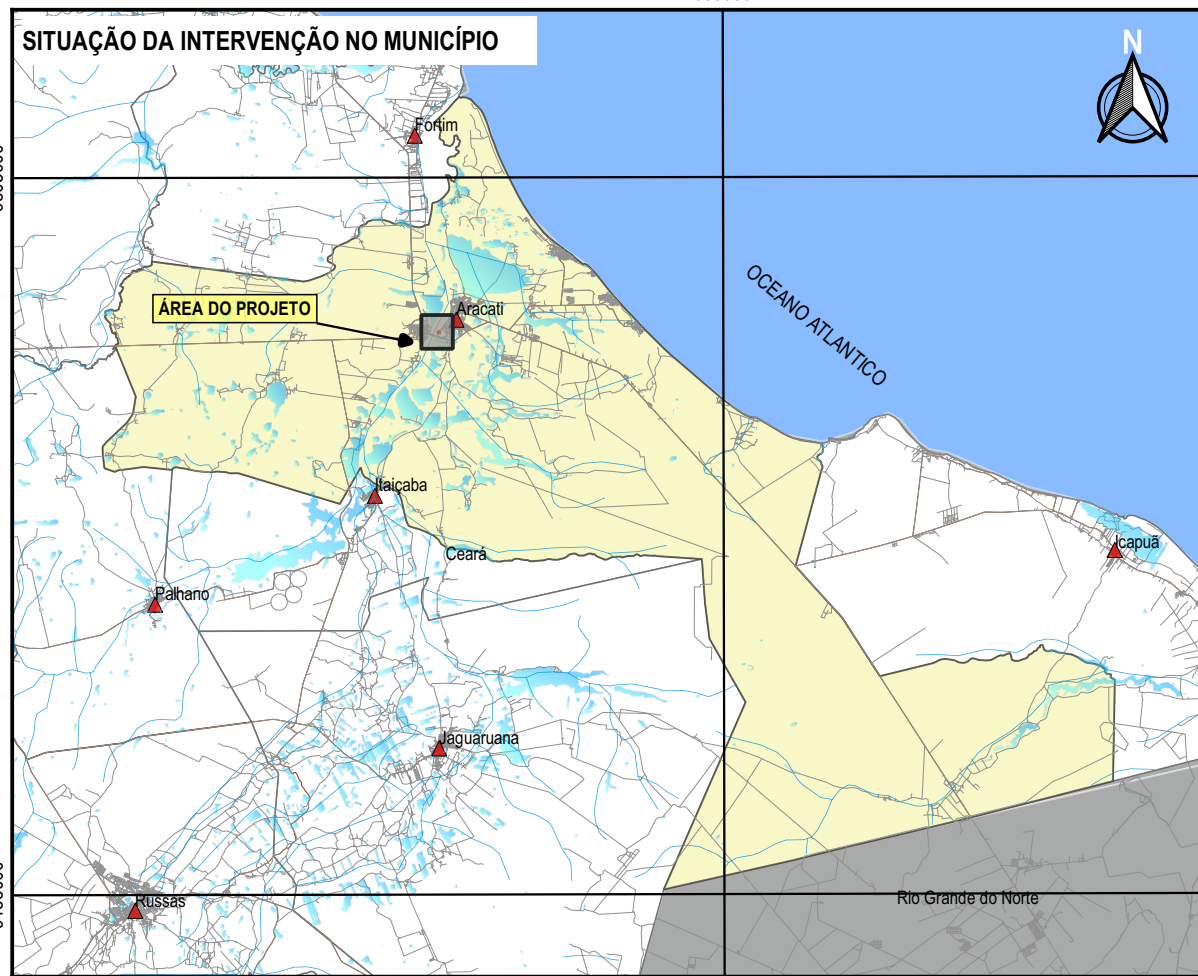 SITUAÇÃO DA INTERVENÇÃO NO MUNICÍPIO
N
Fortim
OCEANO ATLANTICO
ÁREA DO PROJETO
Aracati
Itaiçaba
Ceará
Icapuã
Palhano
Jaguaruana
Russas
Rio Grande do Norte